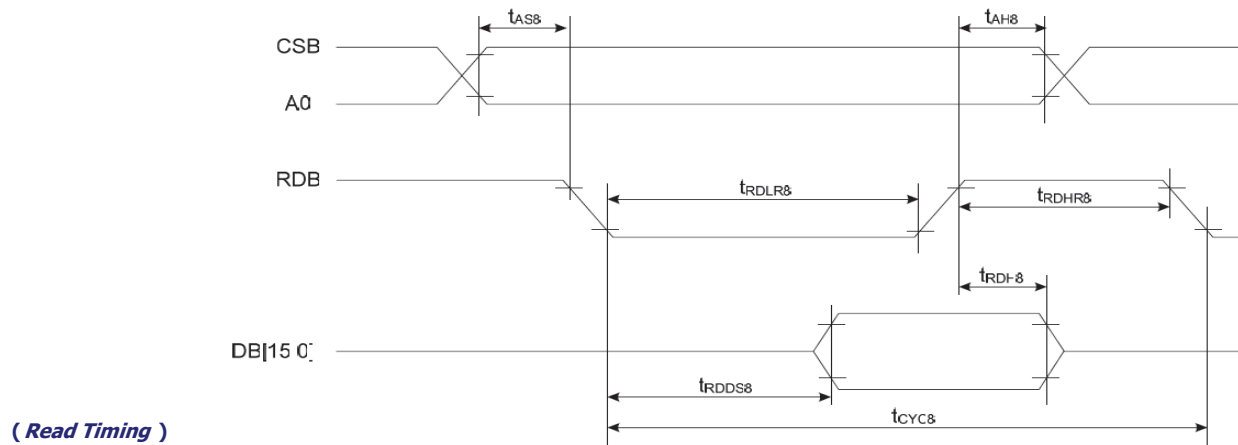 tAS8 tAH8
CSB
A0
RDB
tRDLR8
tRDHR8
tRDH8
DB[15:0]
tRDDS8
tCYC8
( Read Timing )